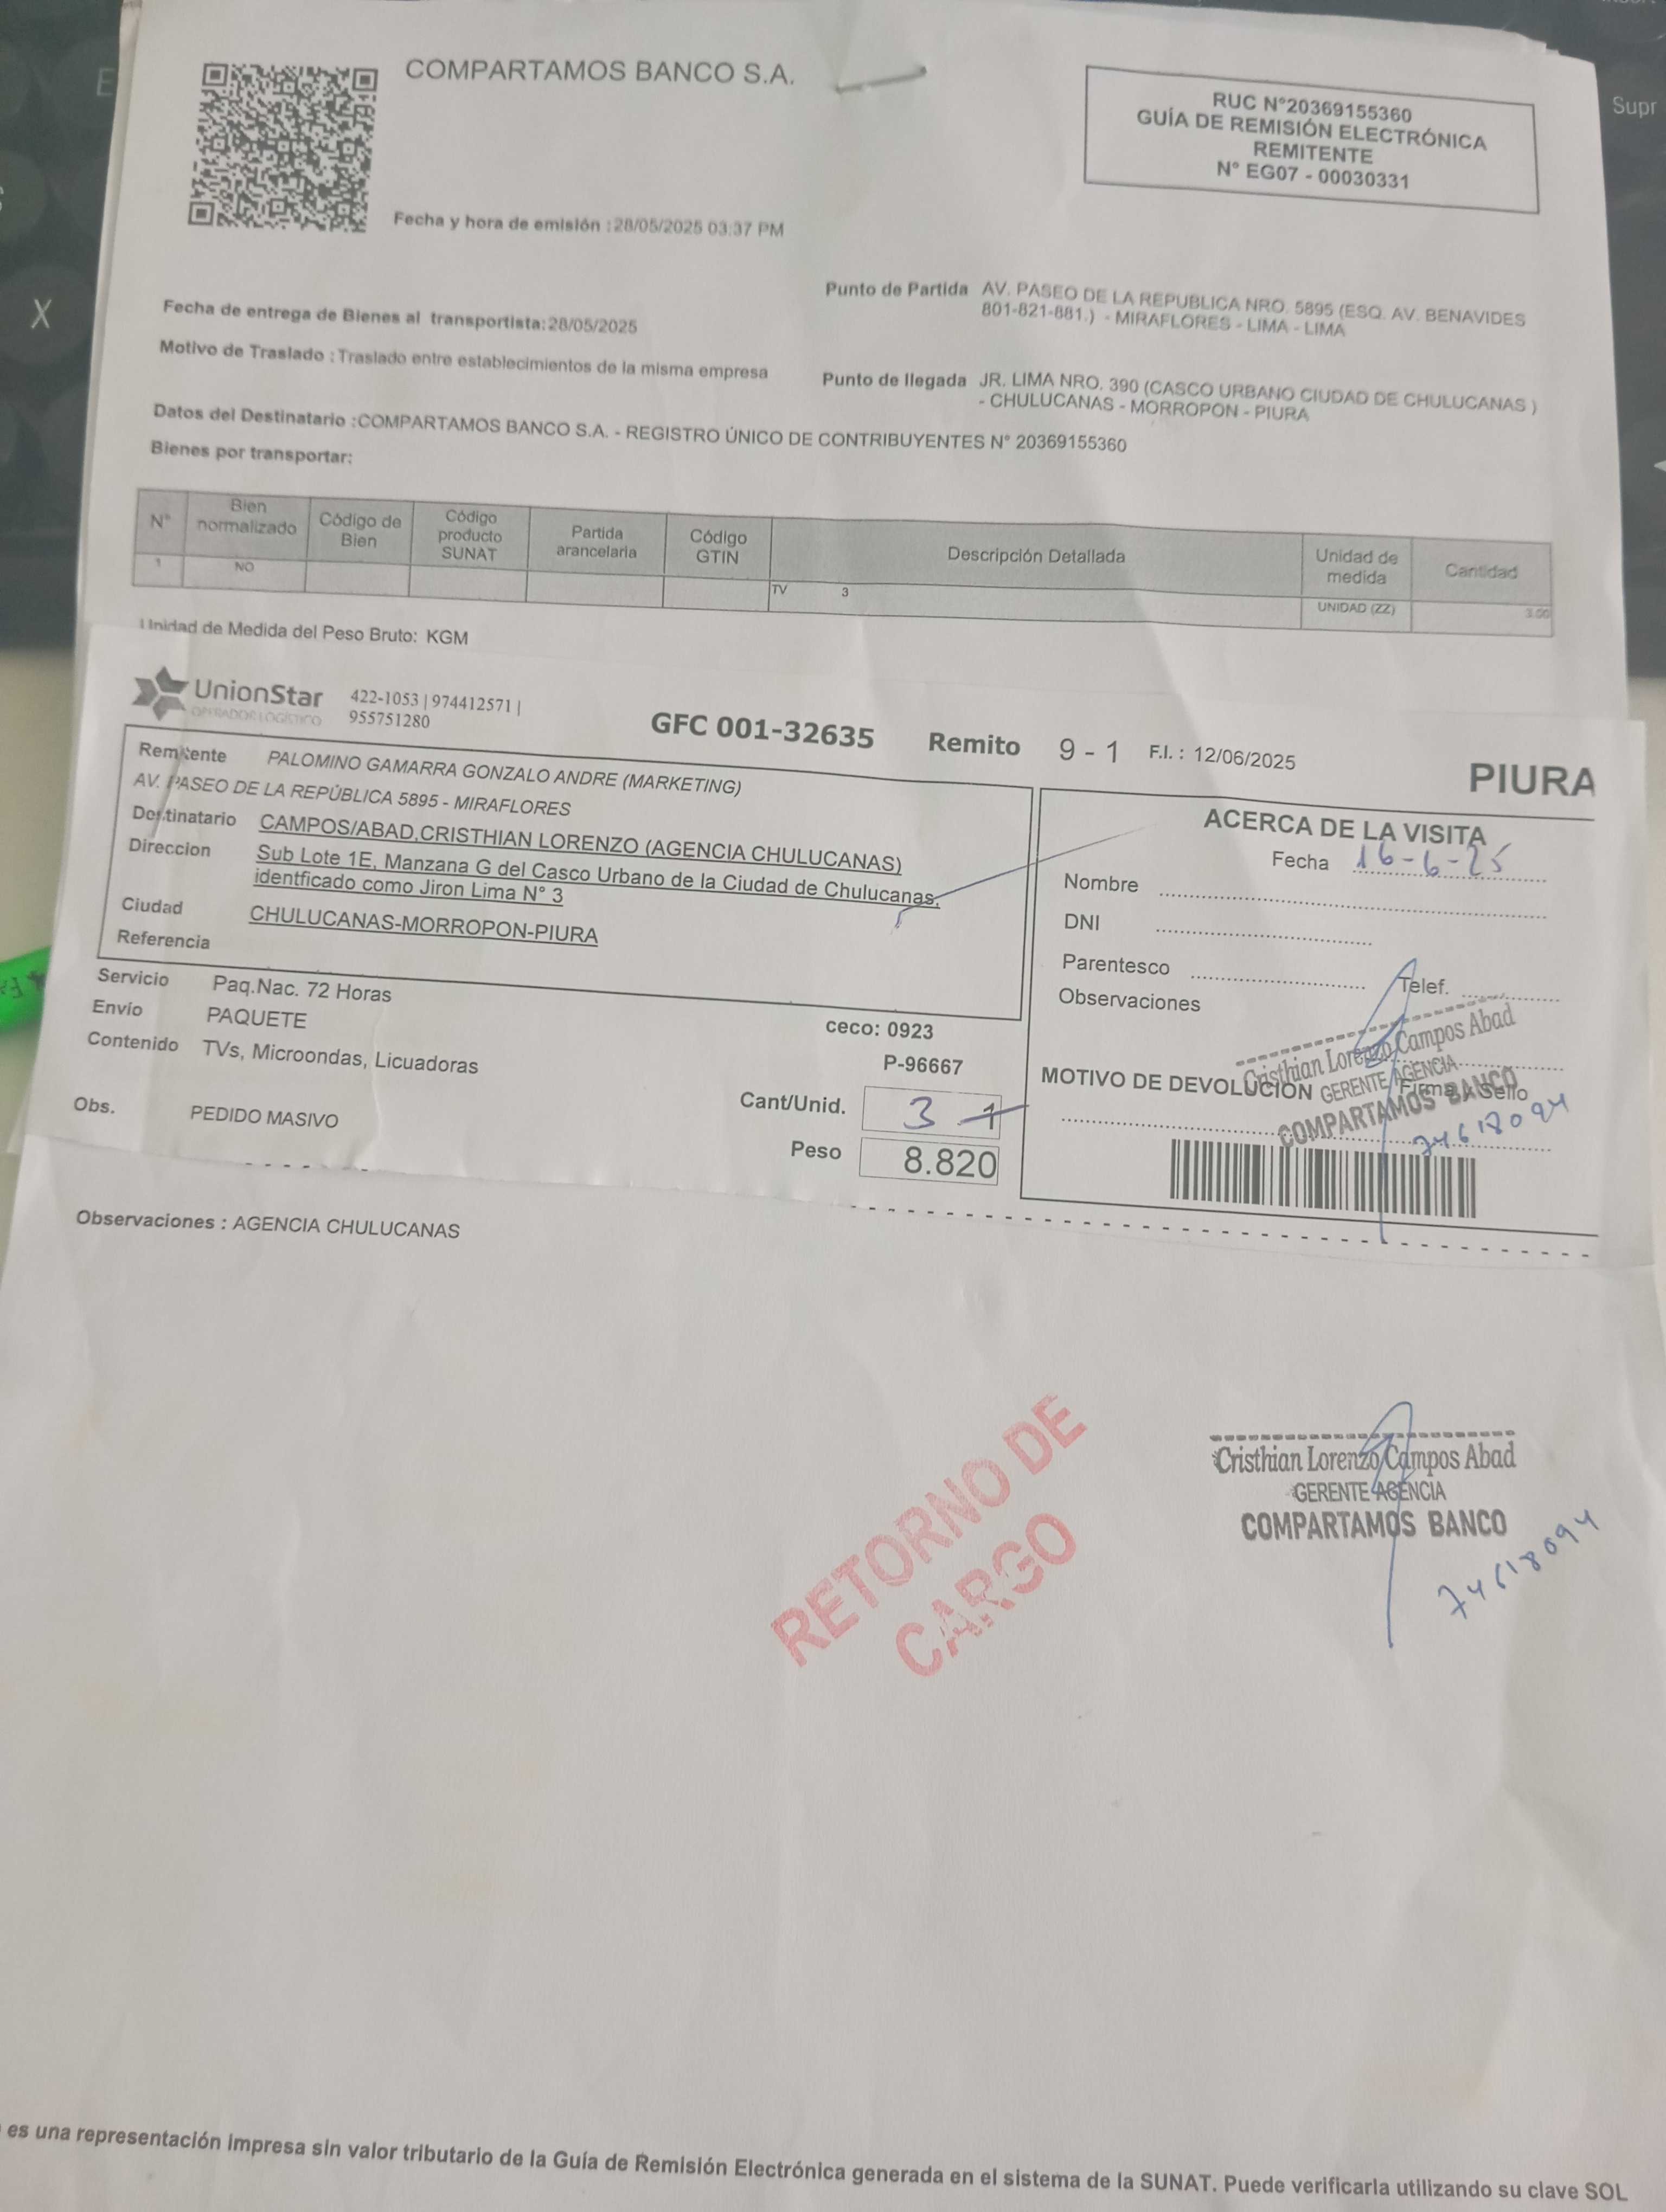 COMPARTAMOS BANCO S.A.
RUC N°20369155360
GUÍA DE REMISIÓN ELECTRÓNICA
REMITENTE
N° EG07 - 00030331
Fecha y hora de emisión :28/05/2025 03:37 PM
Fecha de entrega de Bienes al transportista:28/05/2025
Punto de Partida AV. PASEO DE LA REPUBLICA NRO. 5895 (ESQ. AV. BENAVIDES
801-821-881.) - MIRAFLORES - LIMA - LIMA
Motivo de Traslado : Traslado entre establecimientos de la misma empresa
Punto de llegada JR. LIMA NRO. 390 (CASCO URBANO CIUDAD DE CHULUCANAS )
- CHULUCANAS - MORROPON - PIURA
Datos del Destinatario :COMPARTAMOS BANCO S.A. - REGISTRO ÚNICO DE CONTRIBUYENTES N° 20369155360
Bienes por transportar:
N° Bien normalizado Código de Bien Código producto SUNAT Partida arancelaria Código GTIN Descripción Detallada Unidad de medida Cantidad
1 NO TV 3 UNIDAD (ZZ) 3.00
Unidad de Medida del Peso Bruto: KGM
UnionStar
OPERADOR LOGÍSTICO
422-1053 | 974412571 |
955751280
GFC 001-32635 Remito 9 - 1 F.I. : 12/06/2025
PIURA
Remitente PALOMINO GAMARRA GONZALO ANDRE (MARKETING)
AV. PASEO DE LA REPÚBLICA 5895 - MIRAFLORES
Destinatario CAMPOS/ABAD,CRISTHIAN LORENZO (AGENCIA CHULUCANAS)
Direccion Sub Lote 1E, Manzana G del Casco Urbano de la Ciudad de Chulucanas,
identficado como Jiron Lima N° 3
Ciudad CHULUCANAS-MORROPON-PIURA
Referencia
Servicio Paq.Nac. 72 Horas
Envio PAQUETE
Contenido TVs, Microondas, Licuadoras
Obs. PEDIDO MASIVO
ceco: 0923
P-96667
Cant/Unid. 3 1
Peso 8.820
ACERCA DE LA VISITA
Fecha 16-6-25
Nombre
DNI
Parentesco Telef.
Observaciones
Cristhian Lorenzo Campos Abad
GERENTE AGENCIA
COMPARTAMOS BANCO
MOTIVO DE DEVOLUCIÓN Firma y Sello
74618094
Observaciones : AGENCIA CHULUCANAS
RETORNO DE
CARGO
Cristhian Lorenzo Campos Abad
GERENTE AGENCIA
COMPARTAMOS BANCO
74618094
es una representación impresa sin valor tributario de la Guía de Remisión Electrónica generada en el sistema de la SUNAT. Puede verificarla utilizando su clave SOL
Supr
E
X